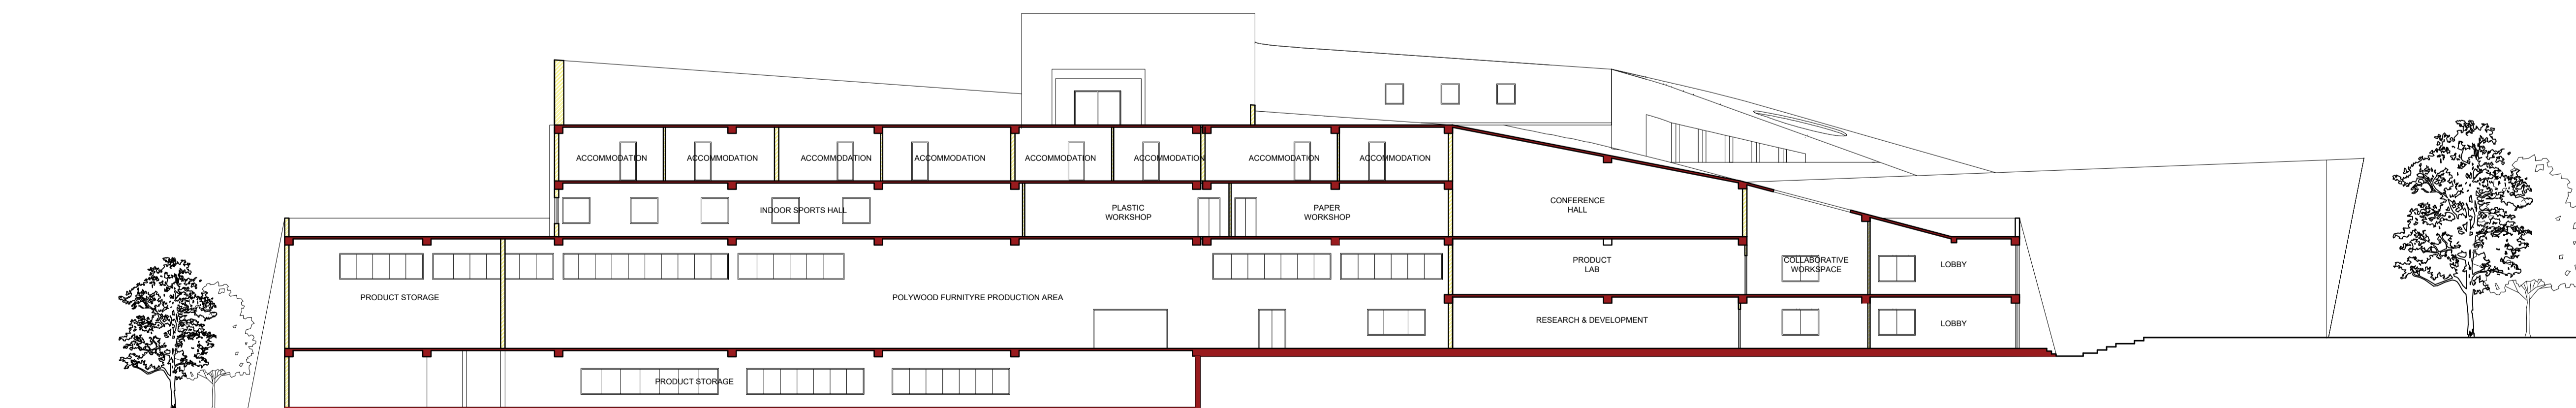 ACCOMMODATION
ACCOMMODATION
ACCOMMODATION
ACCOMMODATION
ACCOMMODATION
ACCOMMODATION
ACCOMMODATION
ACCOMMODATION
INDOOR SPORTS HALL
PLASTIC
WORKSHOP
PAPER
WORKSHOP
CONFERENCE
HALL
PRODUCT STORAGE
POLYWOOD FURNITYRE PRODUCTION AREA
PRODUCT
LAB
COLLABORATIVE
WORKSPACE
LOBBY
RESEARCH & DEVELOPMENT
LOBBY
PRODUCT STORAGE